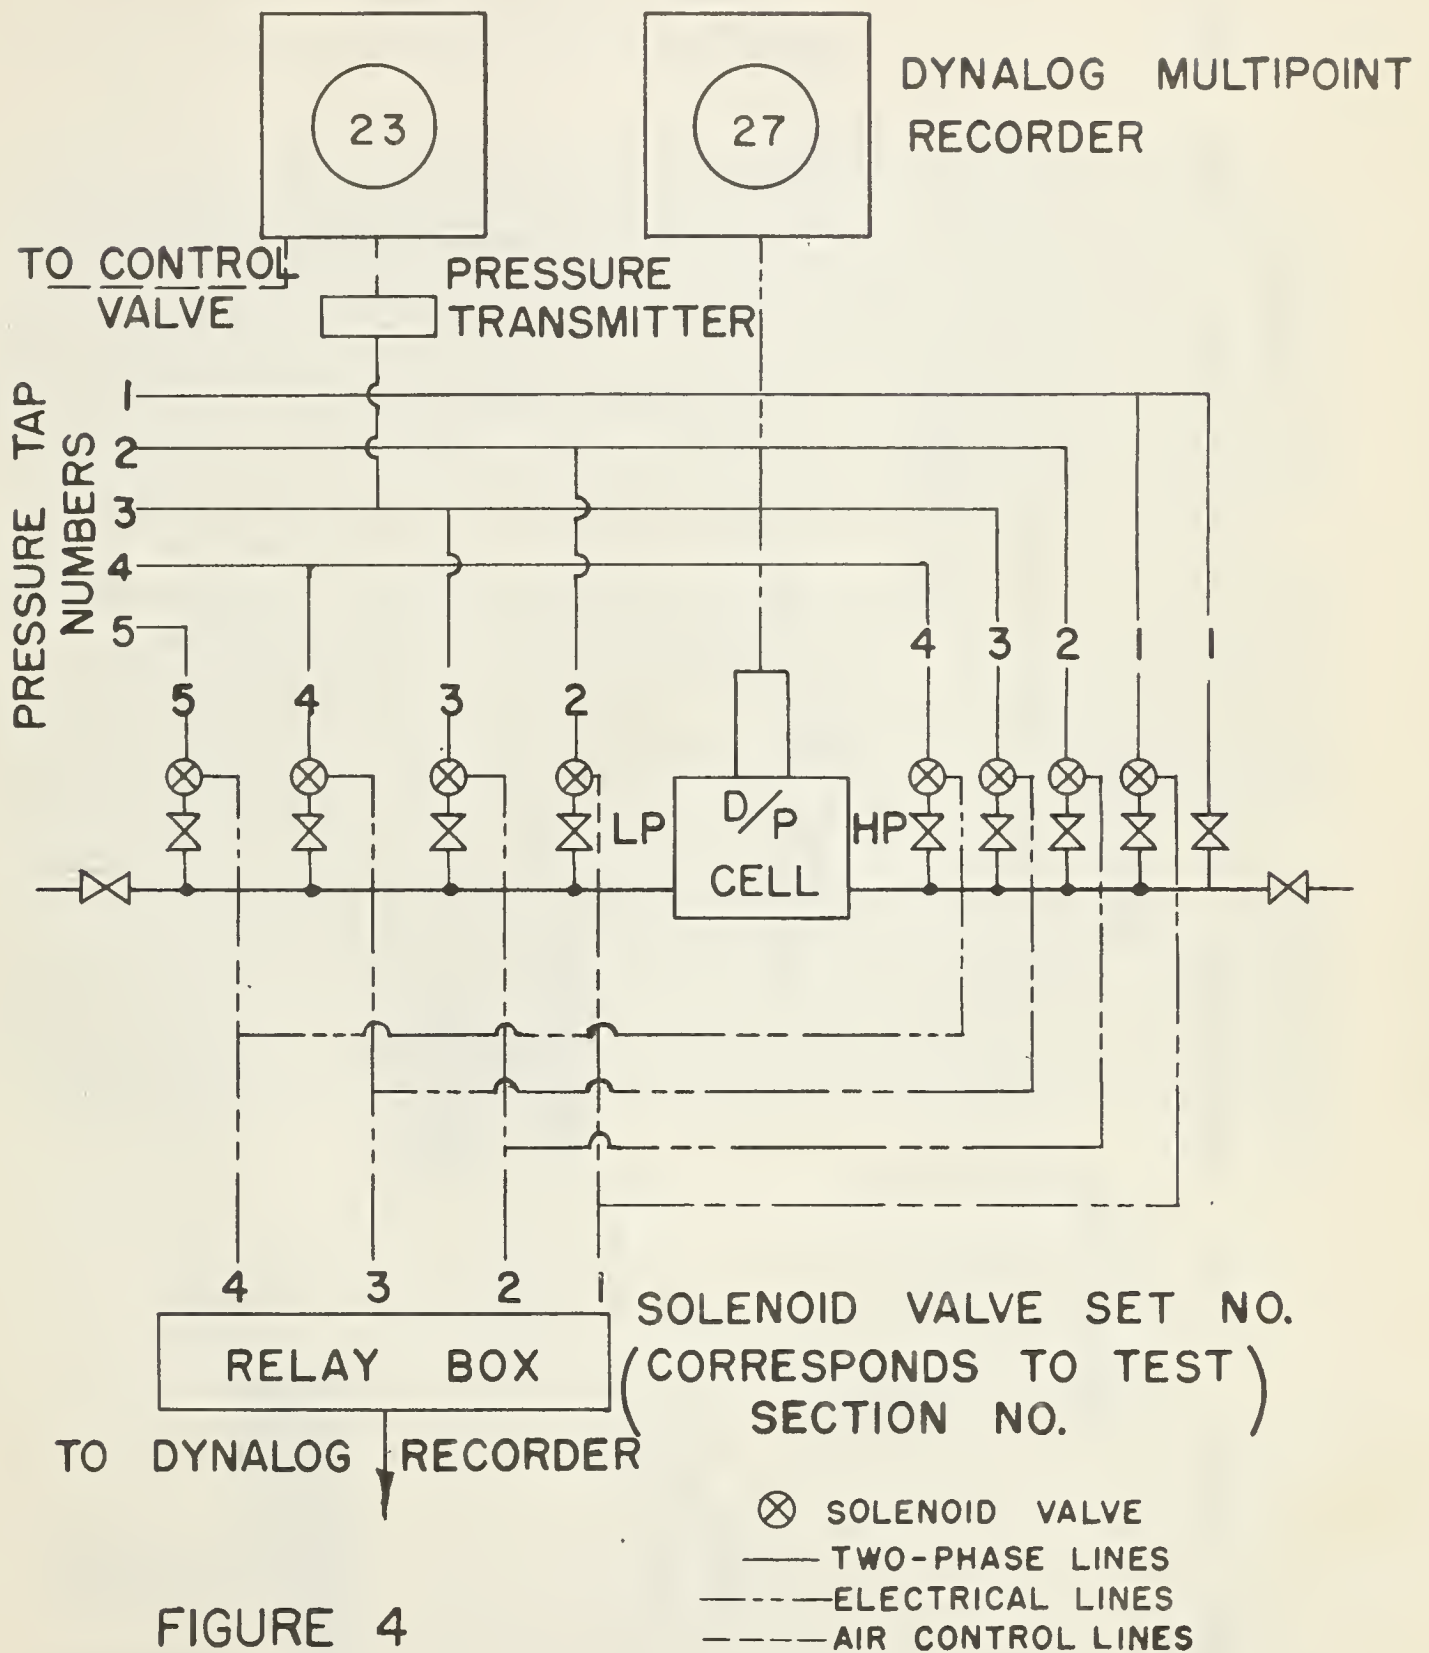 23
27
DYNALOG MULTIPOINT
RECORDER
TO CONTROL
VALVE
PRESSURE
TRANSMITTER
PRESSURE TAP
NUMBERS
1
2
3
4
5
4
3
2
1
1
5
4
3
2
LP
D/P
CELL
HP
4
3
2
1
SOLENOID VALVE SET NO.
(CORRESPONDS TO TEST
SECTION NO.)
RELAY BOX
TO DYNALOG RECORDER
SOLENOID VALVE
TWO-PHASE LINES
ELECTRICAL LINES
AIR CONTROL LINES
FIGURE 4